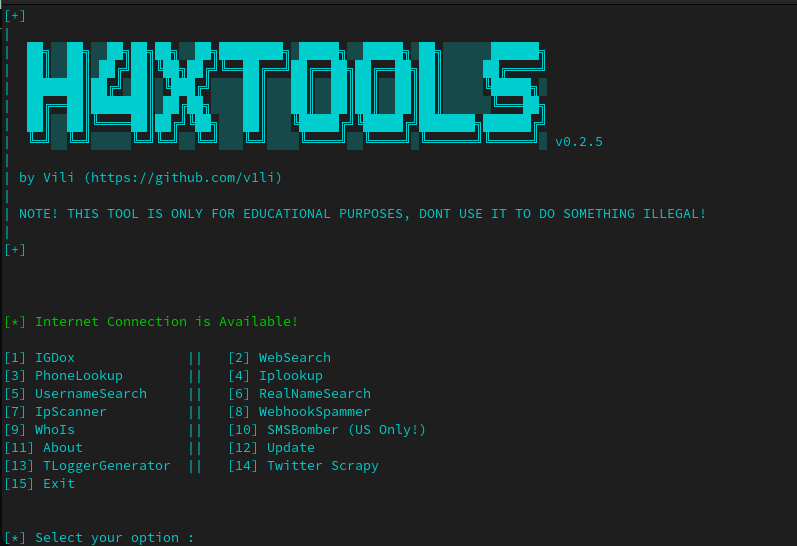 [+]
H4X TOOLS v0.2.5
by Vili (https://github.com/v1li)
NOTE! THIS TOOL IS ONLY FOR EDUCATIONAL PURPOSES, DONT USE IT TO DO SOMETHING ILLEGAL!
[+]
[*] Internet Connection is Available!
[1] IGDox || [2] WebSearch
[3] PhoneLookup || [4] Iplookup
[5] UsernameSearch || [6] RealNameSearch
[7] IpScanner || [8] WebhookSpammer
[9] WhoIs || [10] SMSBomber (US Only!)
[11] About || [12] Update
[13] TLoggerGenerator || [14] Twitter Scrapy
[15] Exit
[*] Select your option :